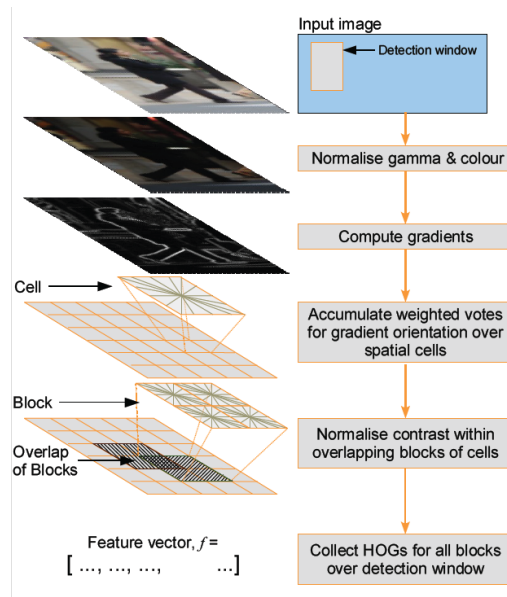 Input image
Detection window
Normalise gamma & colour
Compute gradients
Cell
Accumulate weighted votes
for gradient orientation over
spatial cells
Block
Normalise contrast within
overlapping blocks of cells
Overlap
of Blocks
Feature vector, f =
[ ..., ..., ..., ...]
Collect HOGs for all blocks
over detection window